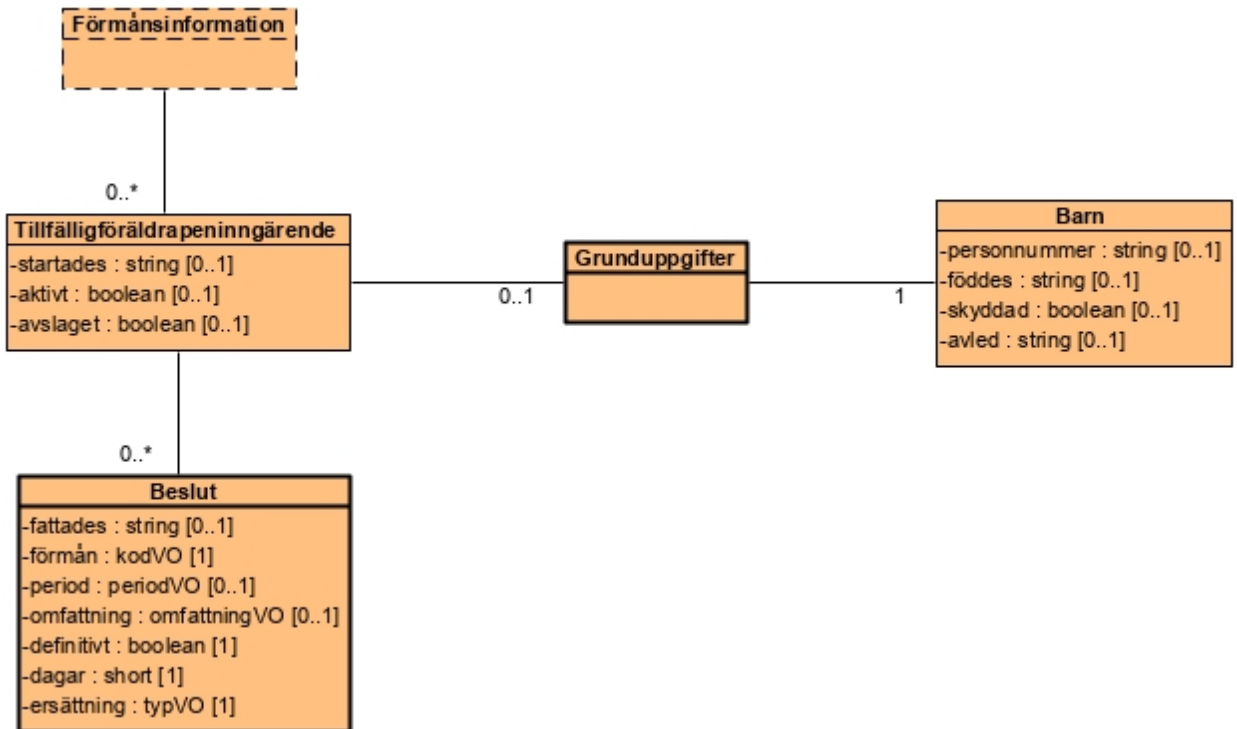 Förmånsinformation
0..*
Tillfälligföräldrapeninngärende
-startades : string [0..1]
-aktivt : boolean [0..1]
-avslaget : boolean [0..1]
0..1
Grunduppgifter
1
Barn
-personnummer : string [0..1]
-föddes : string [0..1]
-skyddad : boolean [0..1]
-avled : string [0..1]
0..*
Beslut
-fattades : string [0..1]
-förmån : kodVO [1]
-period : periodVO [0..1]
-omfattning : omfattningVO [0..1]
-definitivt : boolean [1]
-dagar : short [1]
-ersättning : typVO [1]